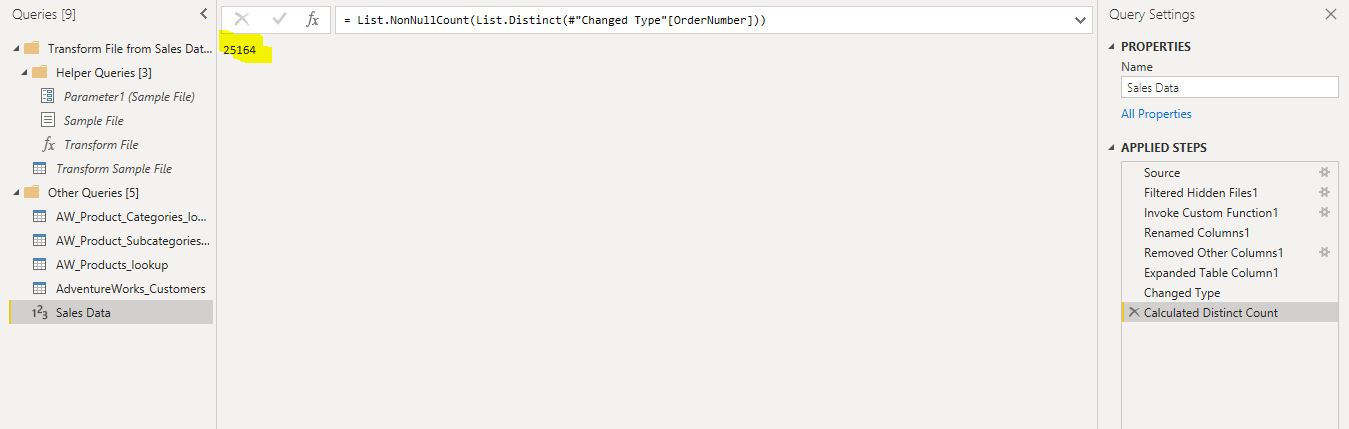 Queries [9]
Transform File from Sales Dat...
Helper Queries [3]
Parameter1 (Sample File)
Sample File
fx Transform File
Transform Sample File
Other Queries [5]
AW_Product_Categories_lo...
AW_Product_Subcategories...
AW_Products_lookup
AdventureWorks_Customers
123 Sales Data
fx = List.NonNullCount(List.Distinct(#"Changed Type"[OrderNumber]))
25164
Query Settings
PROPERTIES
Name
Sales Data
All Properties
APPLIED STEPS
Source
Filtered Hidden Files1
Invoke Custom Function1
Renamed Columns1
Removed Other Columns1
Expanded Table Column1
Changed Type
Calculated Distinct Count